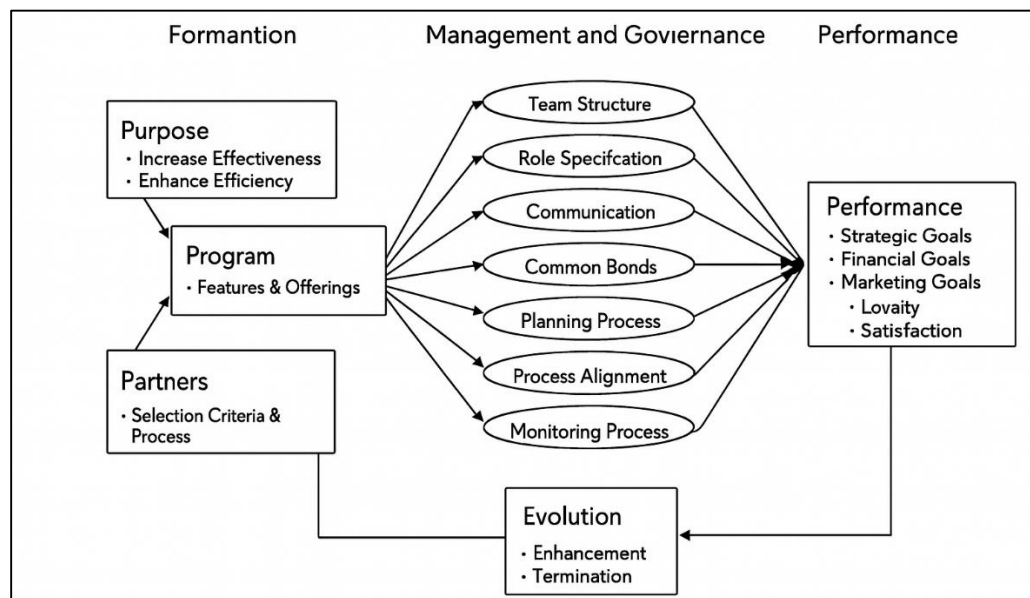 Formantion
Management and Govıernance
Performance
Purpose
· Increase Effectiveness
· Enhance Efficiency
Program
· Features & Offerings
Partners
· Selection Criteria &
Process
Team Structure
Role Specifcation
Communication
Common Bonds
Planning Process
Process Alignment
Monitoring Process
Performance
· Strategic Goals
· Financial Goals
· Marketing Goals
· Lovaity
· Satisfaction
Evolution
· Enhancement
· Termination